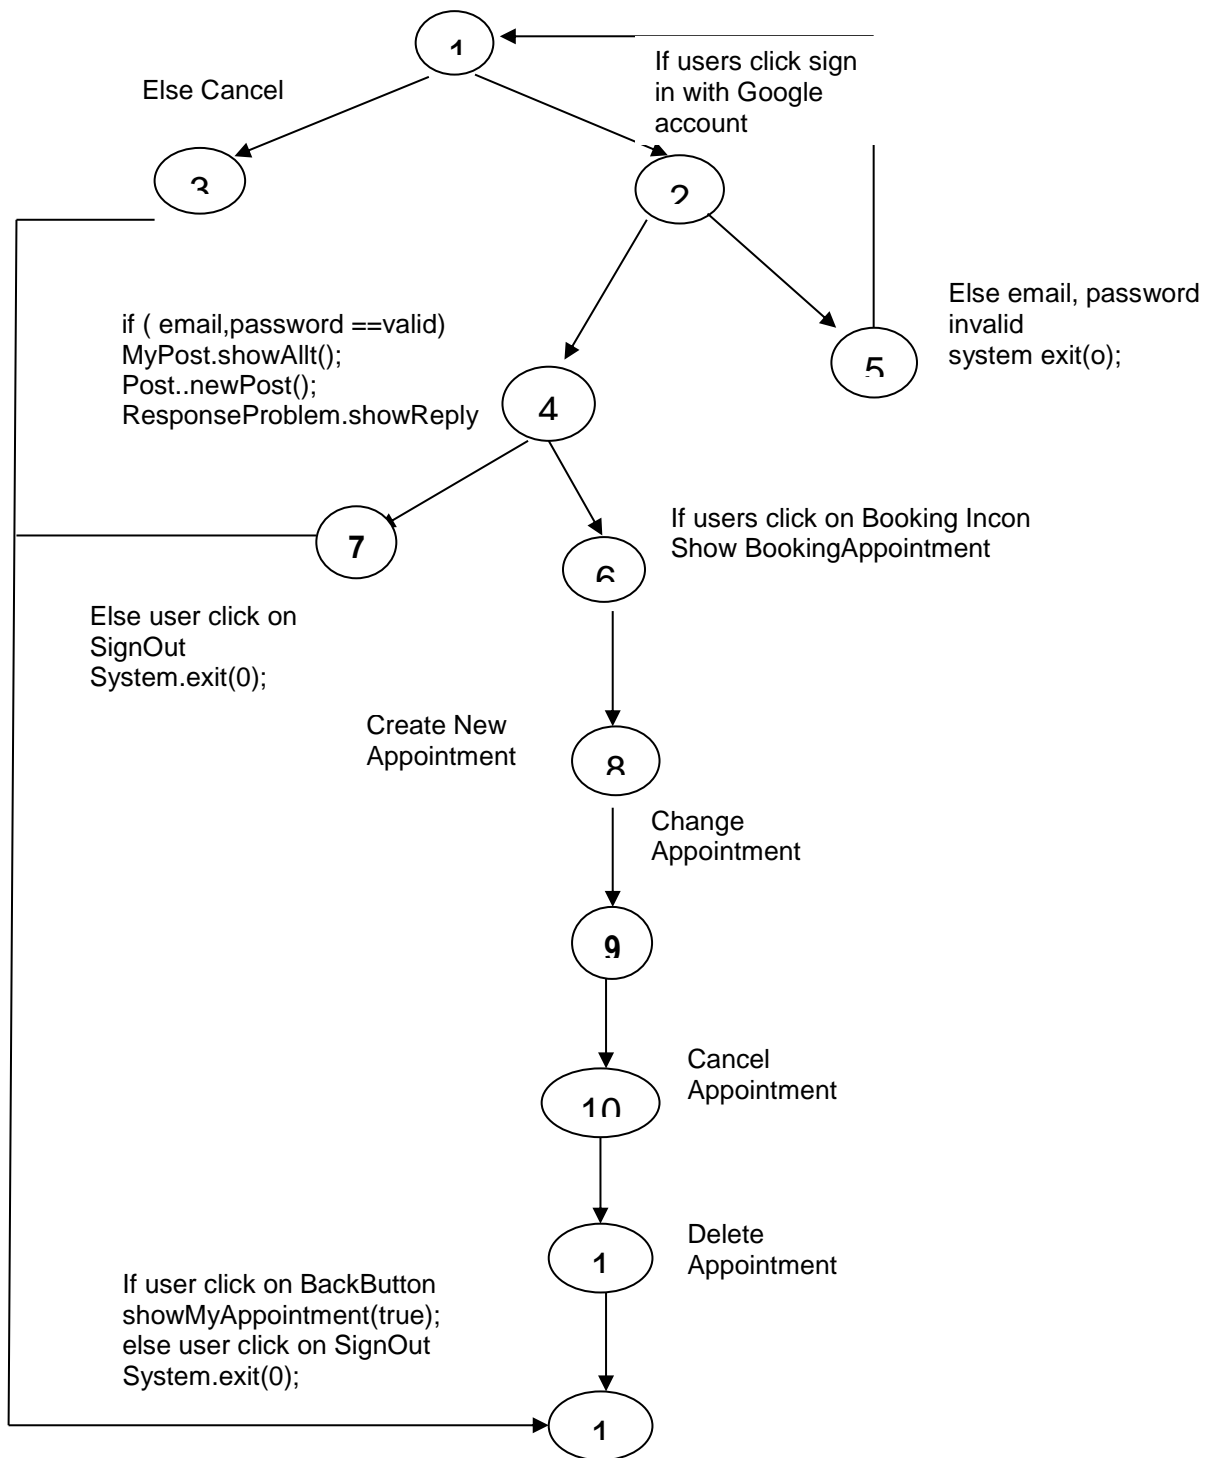 1
If users click sign
in with Google
account
Else Cancel
3
2
Else email, password
invalid
system exit(o);
if ( email,password ==valid)
MyPost.showAllt();
Post..newPost();
ResponseProblem.showReply
5
4
If users click on Booking Incon
Show BookingAppointment
7
6
Else user click on
SignOut
System.exit(0);
Create New
Appointment
8
Change
Appointment
9
Cancel
Appointment
10
Delete
Appointment
1
If user click on BackButton
showMyAppointment(true);
else user click on SignOut
System.exit(0);
1